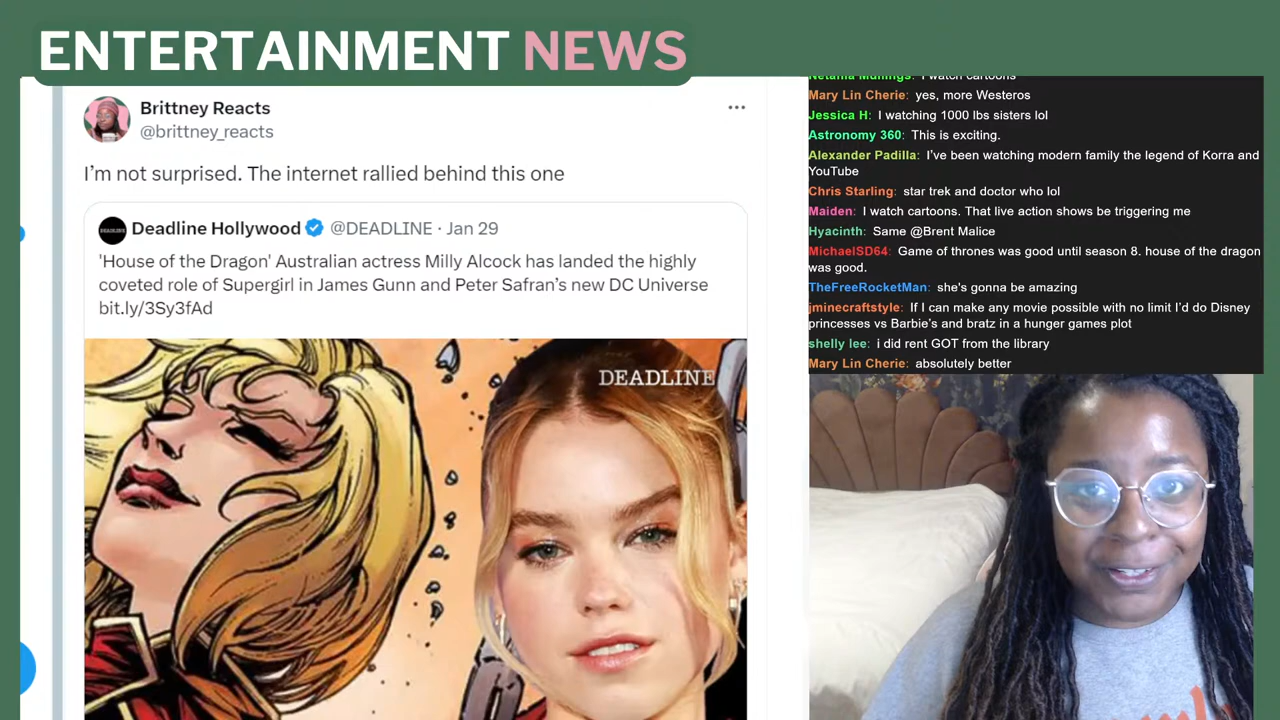 ENTERTAINMENT NEWS
Brittney Reacts
@brittney_reacts
I'm not surprised. The internet rallied behind this one
DEADLINE
Deadline Hollywood @DEADLINE · Jan 29
'House of the Dragon' Australian actress Milly Alcock has landed the highly
coveted role of Supergirl in James Gunn and Peter Safran's new DC Universe
bit.ly/3Sy3fAd
DEADLINE
Netania Mullings: I watch cartoons
Mary Lin Cherie: yes, more Westeros
Jessica H: I watching 1000 lbs sisters lol
Astronomy 360: This is exciting.
Alexander Padilla: I've been watching modern family the legend of Korra and
YouTube
Chris Starling: star trek and doctor who lol
Maiden: I watch cartoons. That live action shows be triggering me
Hyacinth: Same @Brent Malice
MichaelSD64: Game of thrones was good until season 8. house of the dragon
was good.
TheFreeRocketMan: she's gonna be amazing
jminecraftstyle: If I can make any movie possible with no limit I'd do Disney
princesses vs Barbie's and bratz in a hunger games plot
shelly lee: i did rent GOT from the library
Mary Lin Cherie: absolutely better